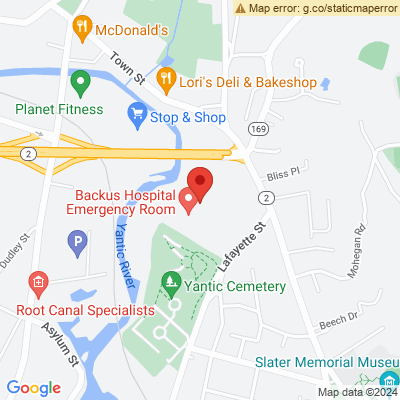 Map error: g.co/staticmaperror
McDonald's
Town St
Lori's Deli & Bakeshop
Planet Fitness
Stop & Shop
169
2
Bliss Pl
2
Backus Hospital
Emergency Room
Dudley St
P
Yantic River
Lafayette St
Mohegan Rr
Yantic Cemetery
Root Canal Specialists
Asylum St
Beech Dr
Slater Memorial Museu
Google
Map data ©2024